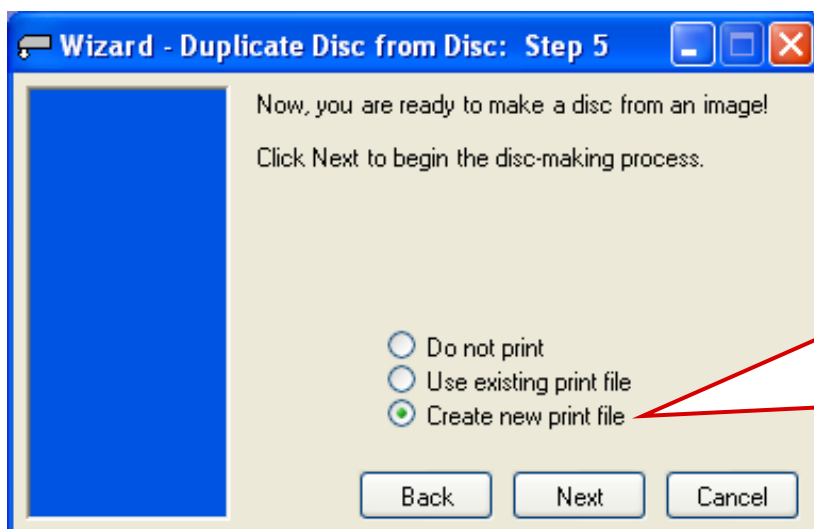 Wizard - Duplicate Disc from Disc: Step 5
Now, you are ready to make a disc from an image!
Click Next to begin the disc-making process.
Do not print
Use existing print file
Create new print file
Back Next Cancel